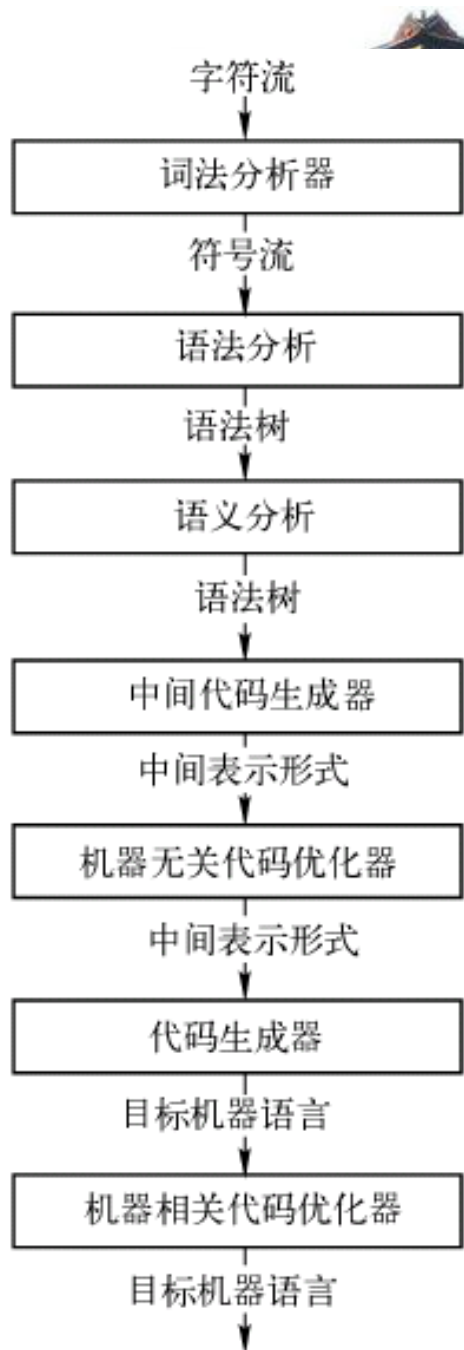 字符流
词法分析器
符号流
语法分析
语法树
语义分析
语法树
中间代码生成器
中间表示形式
机器无关代码优化器
中间表示形式
代码生成器
目标机器语言
机器相关代码优化器
目标机器语言